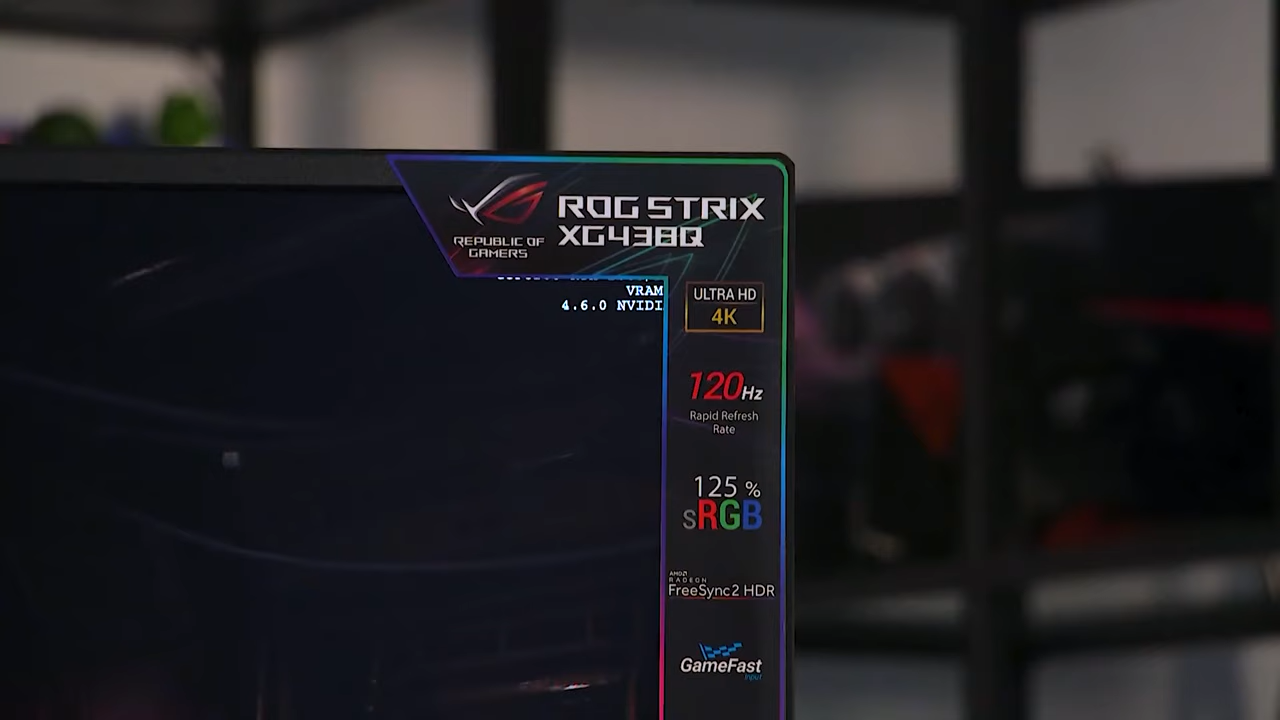 REPUBLIC OF
GAMERS
ROG STRIX
XG438Q
VRAM
4.6.0 NVIDI
ULTRA HD
4K
120Hz
Rapid Refresh
Rate
125 %
sRGB
AMD
RADEON
FreeSync2 HDR
GameFast
input